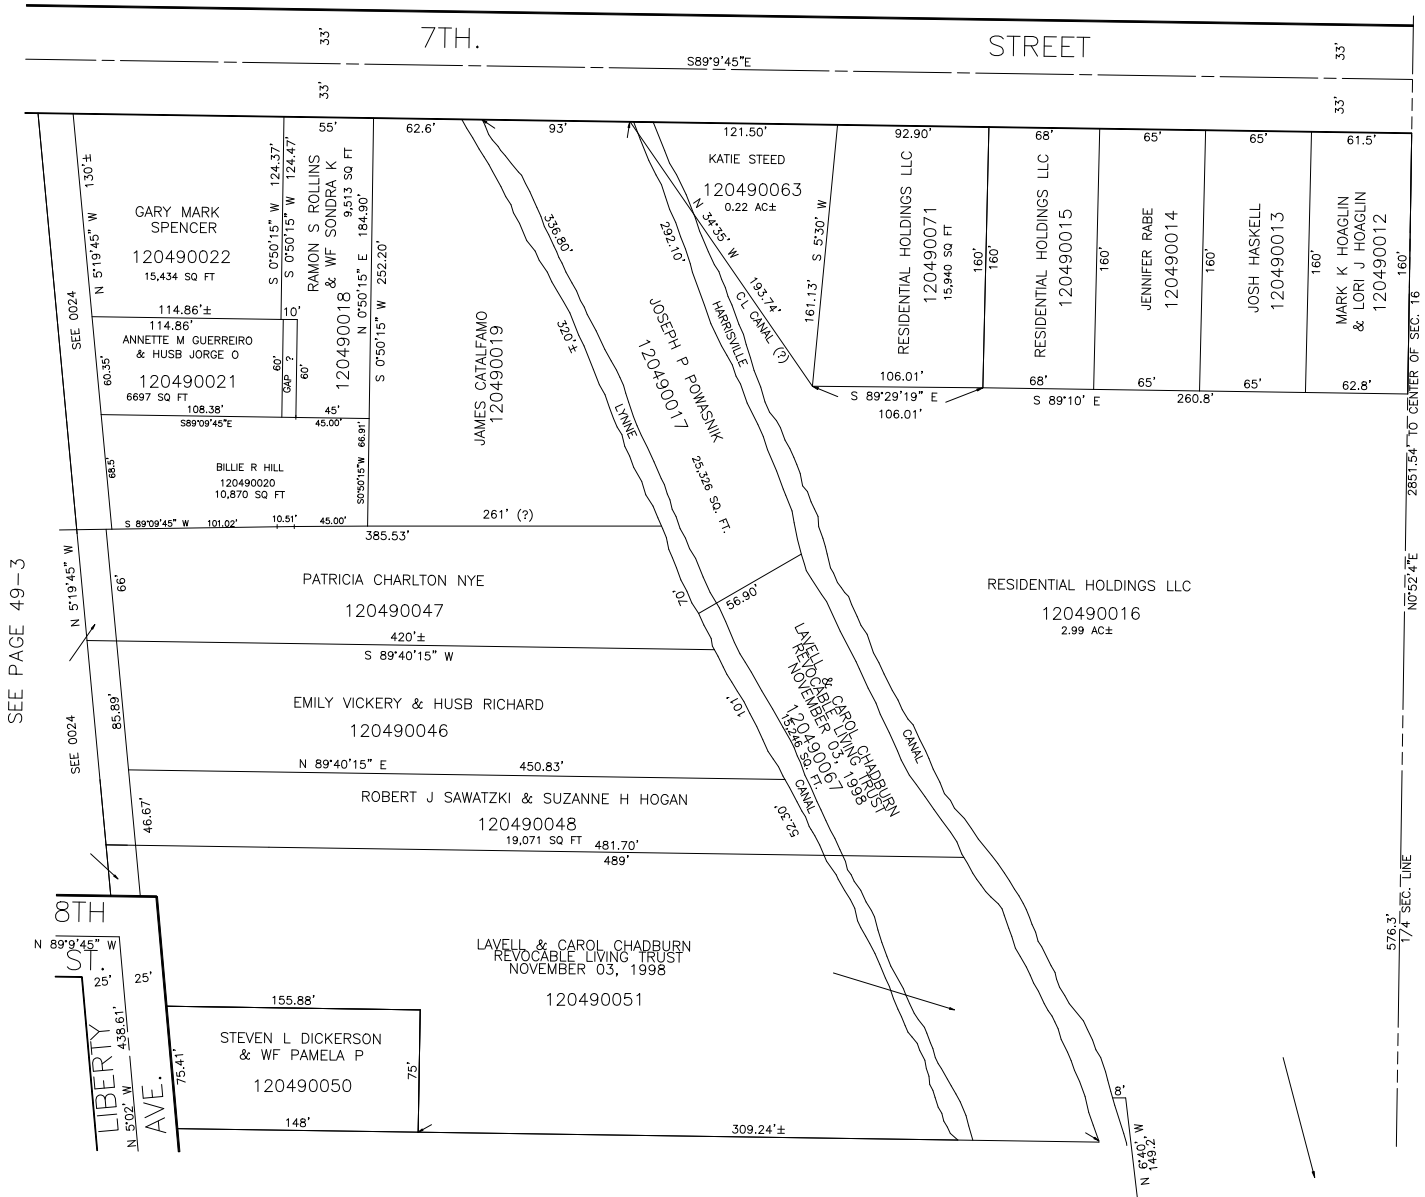 33'
7TH.
STREET
33'
S89°9'45"E
33'
33'
55'
62.6'
93'
121.50'
92.90'
68'
65'
65'
61.5'
130'±
N 5°19'45" W
GARY MARK
SPENCER
120490022
15,434 SQ FT
S 0°50'15" W 124.37'
S 0°50'15" W 124.47'
RAMON S ROLLINS
& WF SONDRA K
9,513 SQ FT
120490018
N 0°50'15" E 184.90'
S 0°50'15" W 252.20'
JAMES CATALFAMO
120490019
336.80'
320'±
LYNNE
292.10'
HARRISVILLE
JOSEPH P POWASNIK
120490017
25,326 SQ. FT.
KATIE STEED
120490063
0.22 AC±
N 34°35' W
193.74'
CL CANAL (?)
161.13'
S 5°30' W
RESIDENTIAL HOLDINGS LLC
120490071
15,940 SQ FT
160'
160'
RESIDENTIAL HOLDINGS LLC
120490015
160'
JENNIFER RABE
120490014
160'
JOSH HASKELL
120490013
160'
MARK K HOAGLIN
& LORI J HOAGLIN
120490012
160'
SEE 0024
114.86'±
10'
114.86'
ANNETTE M GUERREIRO
& HUSB JORGE O
120490021
6697 SQ FT
60.35'
60'
GAP ?
60'
108.38'
45'
S89°09'45"E
45.00'
106.01'
S 89°29'19" E
106.01'
68'
65'
65'
62.8'
S 89°10' E
260.8'
2851.54' TO CENTER OF SEC. 16
68.5'
BILLIE R HILL
120490020
10,870 SQ FT
S0°50'15"W 66.91'
S 89°09'45" W
101.02'
10.51'
45.00'
261' (?)
385.53'
SEE PAGE 49-3
N 5°19'45" W
66'
PATRICIA CHARLTON NYE
120490047
70'
56.90'
420'±
S 89°40'15" W
RESIDENTIAL HOLDINGS LLC
120490016
2.99 AC±
N0°52'4"E
SEE 0024
85.89'
EMILY VICKERY & HUSB RICHARD
120490046
101'
N 89°40'15" E
450.83'
LAVELL & CAROL CHADBURN
REVOCABLE LIVING TRUST
NOVEMBER 03, 1998
120490067
15,246 SQ. FT.
CANAL
CANAL
46.67'
ROBERT J SAWATZKI & SUZANNE H HOGAN
120490048
19,071 SQ FT
481.70'
52.30'
489'
8TH
ST.
N 89°9'45" W
25'
25'
LAVELL & CAROL CHADBURN
REVOCABLE LIVING TRUST
NOVEMBER 03, 1998
120490051
576.3'
1/4 SEC. LINE
LIBERTY
AVE.
438.61'
N 5°02' W
155.88'
STEVEN L DICKERSON
& WF PAMELA P
120490050
75.41'
75'
148'
309.24'±
8'
N 6°40' W
149.2'